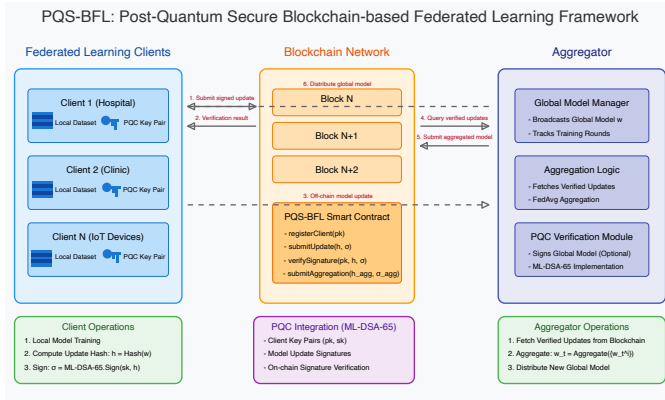 PQS-BFL: Post-Quantum Secure Blockchain-based Federated Learning Framework
Federated Learning Clients
Client 1 (Hospital)
Local Dataset
PQC Key Pair
Client 2 (Clinic)
Local Dataset
PQC Key Pair
Client N (IoT Devices)
Local Dataset
PQC Key Pair
1. Submit signed update
2. Verification result
Blockchain Network
6. Distribute global model
Block N
Block N+1
Block N+2
3. Off-chain model update
PQS-BFL Smart Contract
- registerClient(pk)
- submitUpdate(h, σ)
- verifySignature(pk, h, σ)
- submitAggregation(h_agg, σ_agg)
4. Query verified updates
5. Submit aggregated model
Aggregator
Global Model Manager
- Broadcasts Global Model w
- Tracks Training Rounds
Aggregation Logic
- Fetches Verified Updates
- FedAvg Aggregation
PQC Verification Module
- Signs Global Model (Optional)
- ML-DSA-65 Implementation
Client Operations
1. Local Model Training
2. Compute Update Hash: h = Hash(w)
3. Sign: σ = ML-DSA-65.Sign(sk, h)
PQC Integration (ML-DSA-65)
- Client Key Pairs (pk, sk)
- Model Update Signatures
- On-chain Signature Verification
Aggregator Operations
1. Fetch Verified Updates from Blockchain
2. Aggregate: w_t = Aggregate({w_t^i})
3. Distribute New Global Model